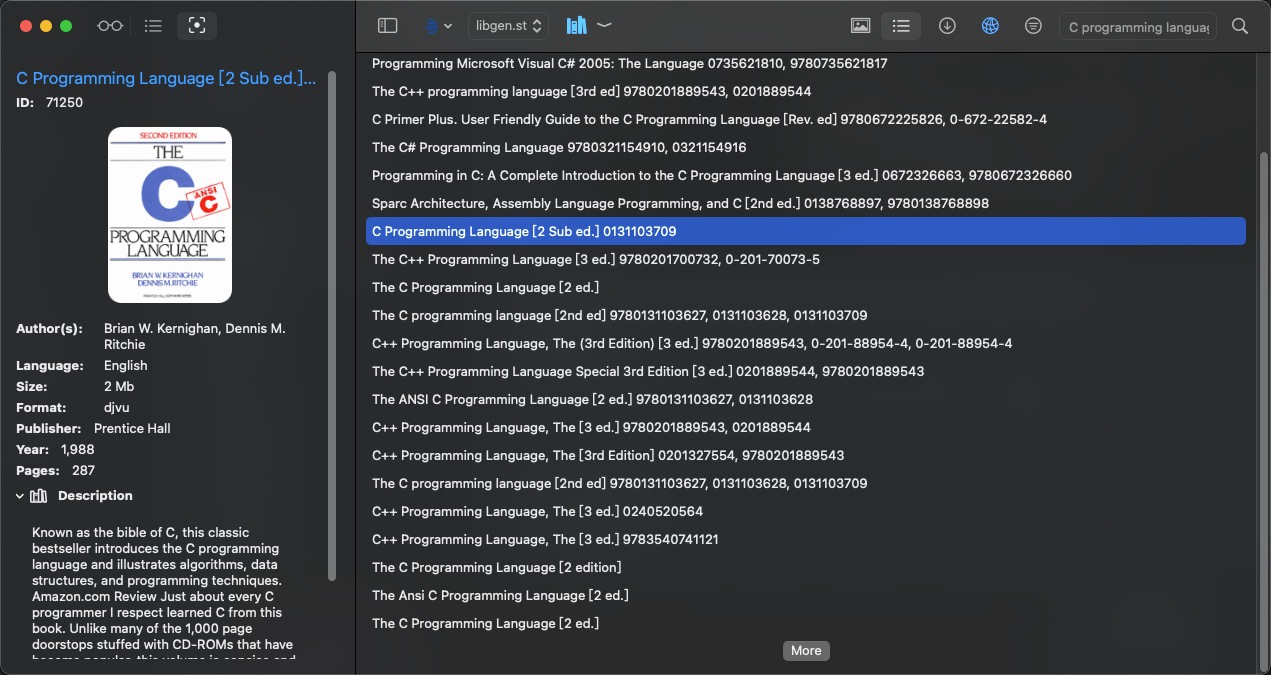 libgen.st
C programming languag
C Programming Language [2 Sub ed.]...
ID: 71250
SECOND EDITION
THE
C
ANSI
C
PROGRAMMING
LANGUAGE
BRIAN W. KERNIGHAN
DENNIS M. RITCHIE
PRENTICE HALL SOFTWARE SERIES
Author(s): Brian W. Kernighan, Dennis M.
Ritchie
Language: English
Size: 2 Mb
Format: djvu
Publisher: Prentice Hall
Year: 1,988
Pages: 287
Description
Known as the bible of C, this classic
bestseller introduces the C programming
language and illustrates algorithms, data
structures, and programming techniques.
Amazon.com Review Just about every C
programmer I respect learned C from this
book. Unlike many of the 1,000 page
doorstops stuffed with CD-ROMs that have
become popular, this volume is concise and
Programming Microsoft Visual C# 2005: The Language 0735621810, 9780735621817
The C++ programming language [3rd ed] 9780201889543, 0201889544
C Primer Plus. User Friendly Guide to the C Programming Language [Rev. ed] 9780672225826, 0-672-22582-4
The C# Programming Language 9780321154910, 0321154916
Programming in C: A Complete Introduction to the C Programming Language [3 ed.] 0672326663, 9780672326660
Sparc Architecture, Assembly Language Programming, and C [2nd ed.] 0138768897, 9780138768898
C Programming Language [2 Sub ed.] 0131103709
The C++ Programming Language [3 ed.] 9780201700732, 0-201-70073-5
The C Programming Language [2 ed.]
The C programming language [2nd ed] 9780131103627, 0131103628, 0131103709
C++ Programming Language, The (3rd Edition) [3 ed.] 9780201889543, 0-201-88954-4, 0-201-88954-4
The C++ Programming Language Special 3rd Edition [3 ed.] 0201889544, 9780201889543
The ANSI C Programming Language [2 ed.] 9780131103627, 0131103628
C++ Programming Language, The [3 ed.] 9780201889543, 0201889544
C++ Programming Language, The [3rd Edition] 0201327554, 9780201889543
The C programming language [2nd ed] 9780131103627, 0131103628, 0131103709
C++ Programming Language, The [3 ed.] 0240520564
C++ Programming Language, The [3 ed.] 9783540741121
The C Programming Language [2 edition]
The Ansi C Programming Language [2 ed.]
The C Programming Language [2 ed.]
More